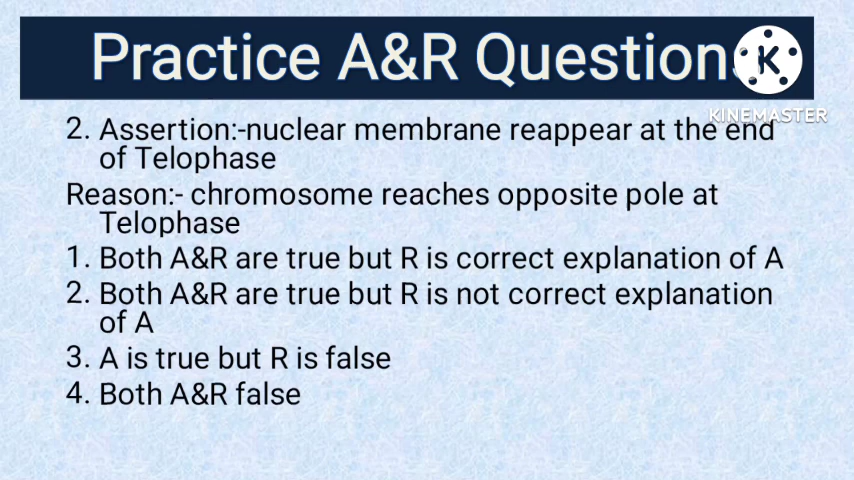 Practice A&R Questions
K
KINEMASTER
2. Assertion:-nuclear membrane reappear at the end
of Telophase
Reason:- chromosome reaches opposite pole at
Telophase
1. Both A&R are true but R is correct explanation of A
2. Both A&R are true but R is not correct explanation
of A
3. A is true but R is false
4. Both A&R false